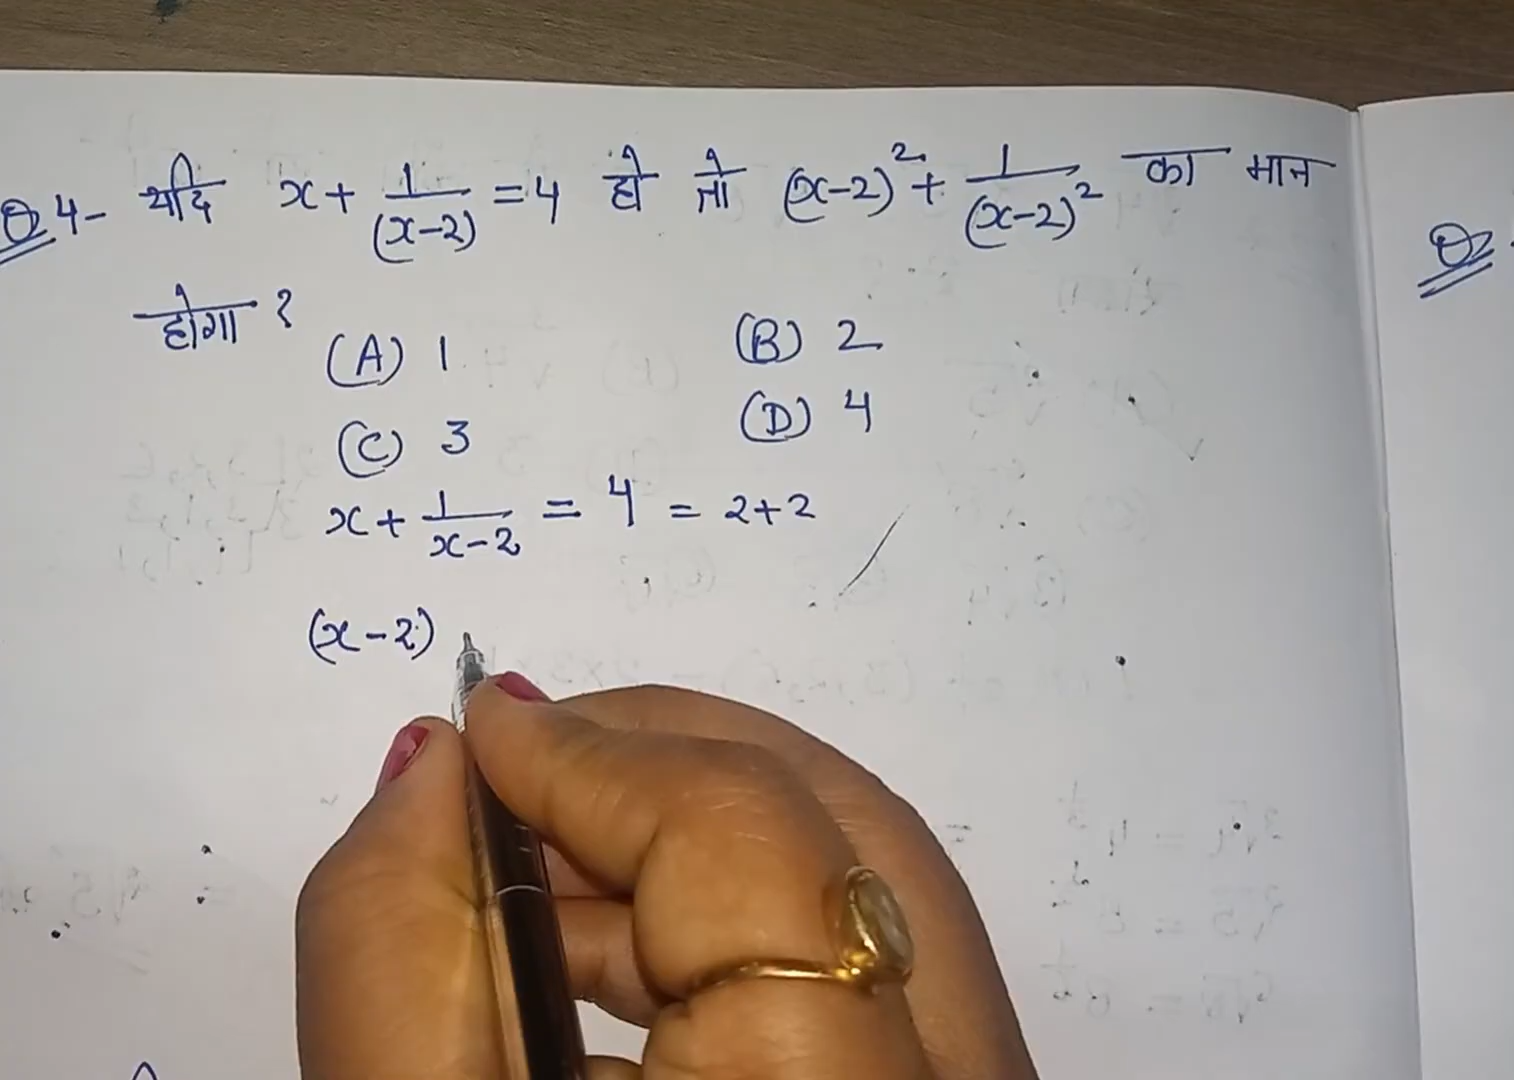 Q 4- यदि x + 1/(x-2) = 4 हो तो (x-2)² + 1/(x-2)² का मान
होगा ?
(A) 1 (B) 2
(C) 3 (D) 4
x + 1/x-2 = 4 = 2+2
(x-2)